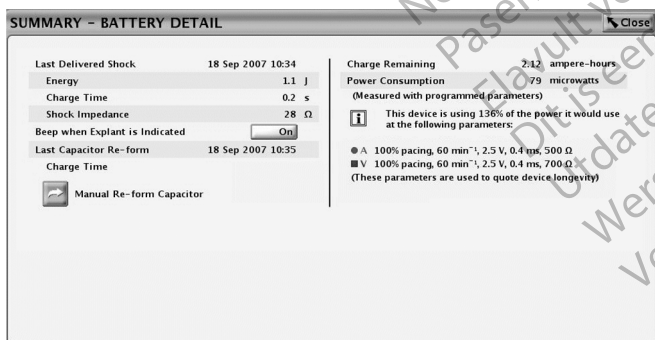 SUMMARY – BATTERY DETAIL
Close
Last Delivered Shock 18 Sep 2007 10:34
Energy 1.1 J
Charge Time 0.2 s
Shock Impedance 28 Ω
Beep when Explant is Indicated On
Last Capacitor Re-form 18 Sep 2007 10:35
Charge Time
Manual Re-form Capacitor
Charge Remaining 2.12 ampere-hours
Power Consumption 79 microwatts
(Measured with programmed parameters)
i This device is using 136% of the power it would use
at the following parameters:
A 100% pacing, 60 min⁻¹, 2.5 V, 0.4 ms, 500 Ω
V 100% pacing, 60 min⁻¹, 2.5 V, 0.4 ms, 700 Ω
(These parameters are used to quote device longevity)
Elavult
Dit is een